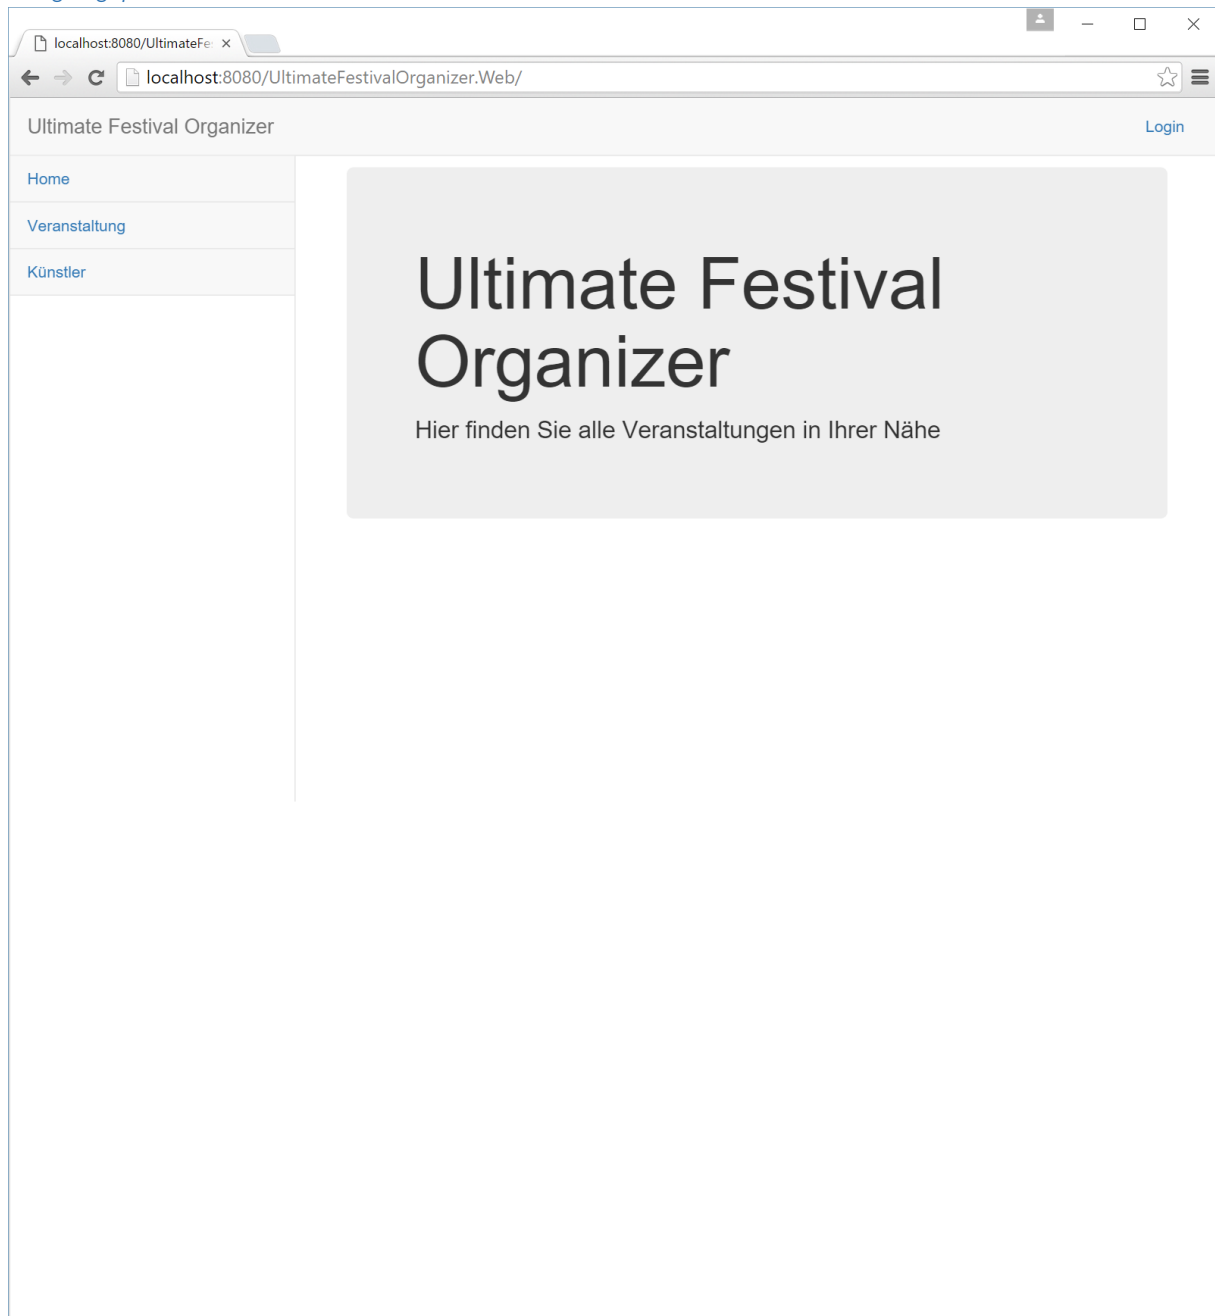 localhost:8080/UltimateFe
localhost:8080/UltimateFestivalOrganizer.Web/
Ultimate Festival Organizer
Login
Home
Veranstaltung
Künstler
Ultimate Festival
Organizer
Hier finden Sie alle Veranstaltungen in Ihrer Nähe